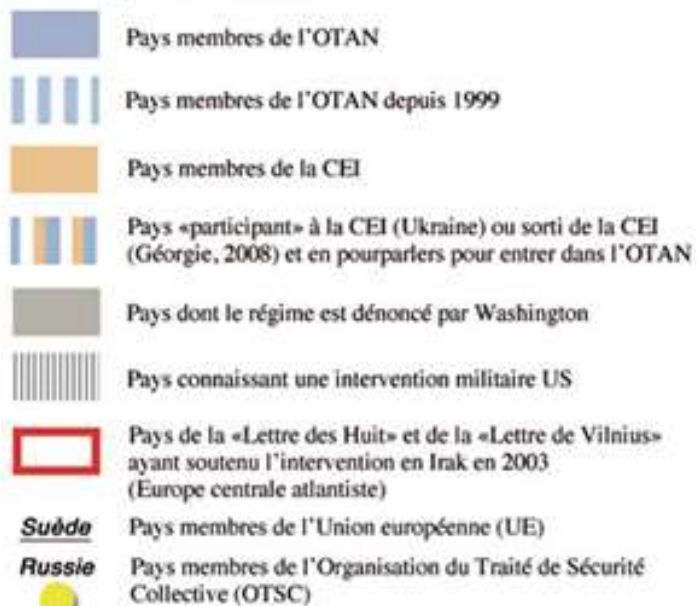 Pays membres de l'OTAN
Pays membres de l'OTAN depuis 1999
Pays membres de la CEI
Pays «participant» à la CEI (Ukraine) ou sorti de la CEI
(Géorgie, 2008) et en pourparlers pour entrer dans l'OTAN
Pays dont le régime est dénoncé par Washington
Pays connaissant une intervention militaire US
Pays de la «Lettre des Huit» et de la «Lettre de Vilnius»
ayant soutenu l'intervention en Irak en 2003
(Europe centrale atlantiste)
Suède Pays membres de l'Union européenne (UE)
Russie Pays membres de l'Organisation du Traité de Sécurité
Collective (OTSC)